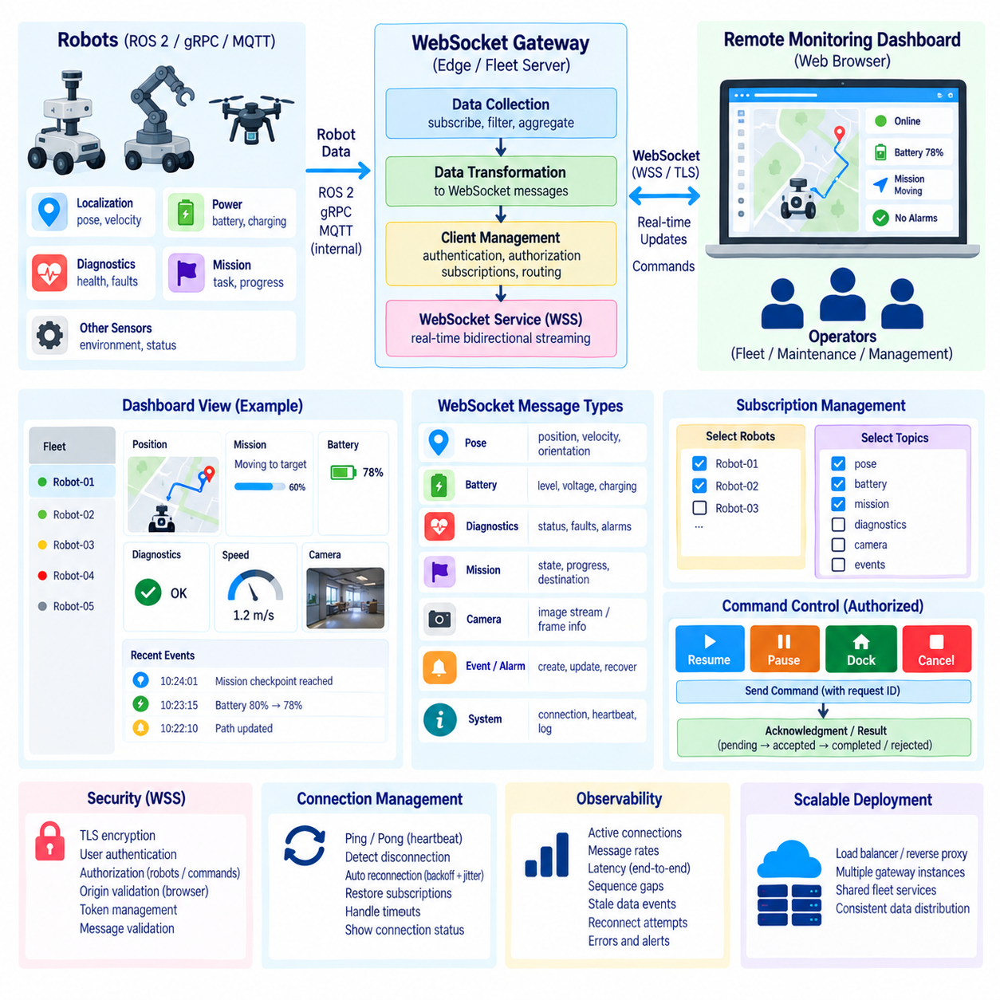 Robots (ROS 2 / gRPC / MQTT)
Localization
pose, velocity
Power
battery, charging
Diagnostics
health, faults
Mission
task, progress
Other Sensors
environment, status
Robot
Data
ROS 2
gRPC
MQTT
(internal)
WebSocket Gateway
(Edge / Fleet Server)
Data Collection
subscribe, filter, aggregate
Data Transformation
to WebSocket messages
Client Management
authentication, authorization
subscriptions, routing
WebSocket Service (WSS)
real-time bidirectional streaming
WebSocket
(WSS / TLS)
Real-time
Updates
Commands
Remote Monitoring Dashboard
(Web Browser)
Online
Battery 78%
Mission
Moving
No Alarms
Operators
(Fleet / Maintenance / Management)
Dashboard View (Example)
Fleet
Robot-01
Robot-02
Robot-03
Robot-04
Robot-05
Position
Mission
Moving to target
60%
Battery
78%
Diagnostics
OK
Speed
1.2 m/s
Camera
Recent Events
10:24:01 Mission checkpoint reached
10:23:15 Battery 80% → 78%
10:22:10 Path updated
WebSocket Message Types
Pose
position, velocity,
orientation
Battery
level, voltage, charging
Diagnostics
status, faults, alarms
Mission
state, progress,
destination
Camera
image stream /
frame info
Event / Alarm
create, update, recover
System
connection, heartbeat,
log
Subscription Management
Select Robots
Robot-01
Robot-02
Robot-03
...
Select Topics
pose
battery
mission
diagnostics
camera
events
Command Control (Authorized)
Resume
Pause
Dock
Cancel
Send Command (with request ID)
Acknowledgment / Result
(pending → accepted → completed / rejected)
Security (WSS)
TLS encryption
User authentication
Authorization (robots / commands)
Origin validation (browser)
Token management
Message validation
Connection Management
Ping / Pong (heartbeat)
Detect disconnection
Auto reconnection (backoff + jitter)
Restore subscriptions
Handle timeouts
Show connection status
Observability
Active connections
Message rates
Latency (end-to-end)
Sequence gaps
Stale data events
Reconnect attempts
Errors and alerts
Scalable Deployment
Load balancer / reverse proxy
Multiple gateway instances
Shared fleet services
Consistent data distribution